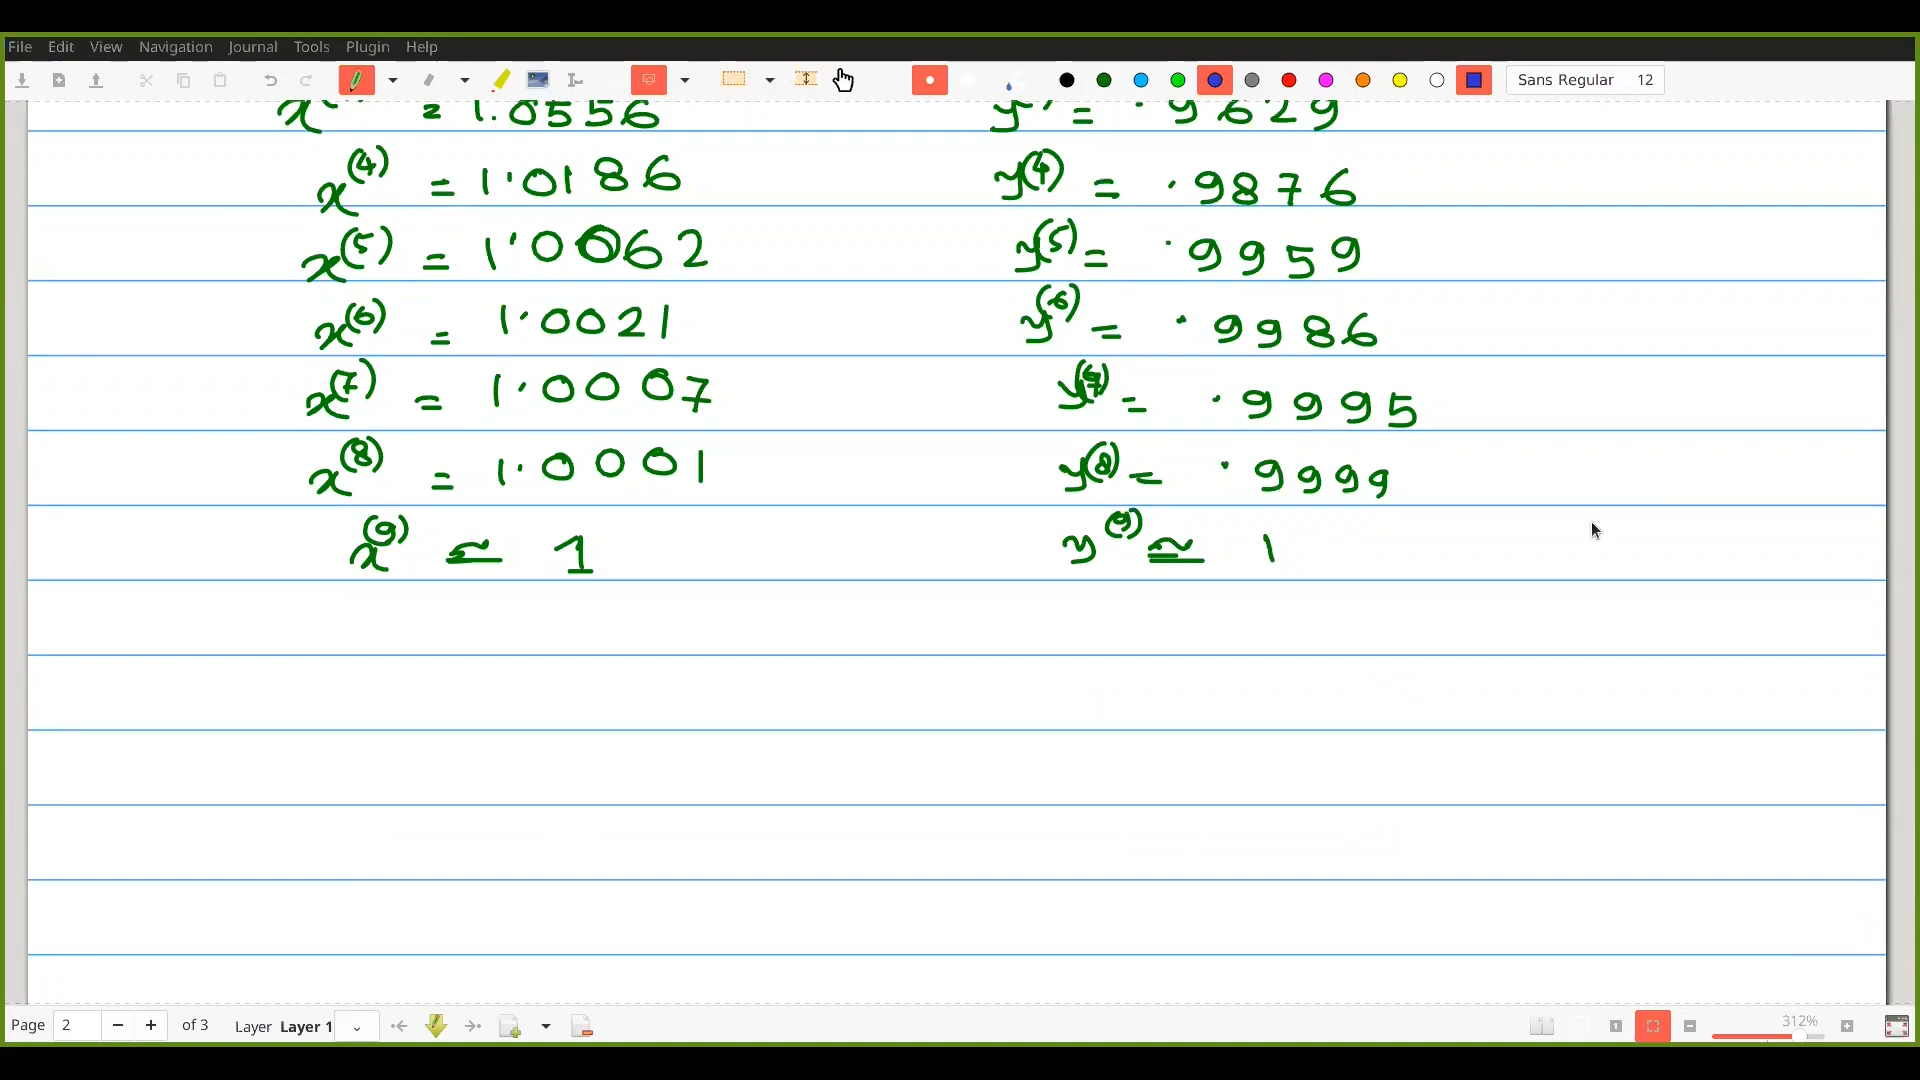 File Edit View Navigation Journal Tools Plugin Help
Sans Regular 12
= 1.0556 = .9629
x^(4) = 1.0186 y^(4) = .9876
x^(5) = 1.0062 y^(5) = .9959
x^(6) = 1.0021 y^(6) = .9986
x^(7) = 1.0007 y^(7) = .9995
x^(8) = 1.0001 y^(8) = .9999
x^(9) ≃ 1 y^(9) ≃ 1
Page 2 of 3 Layer Layer 1 312%